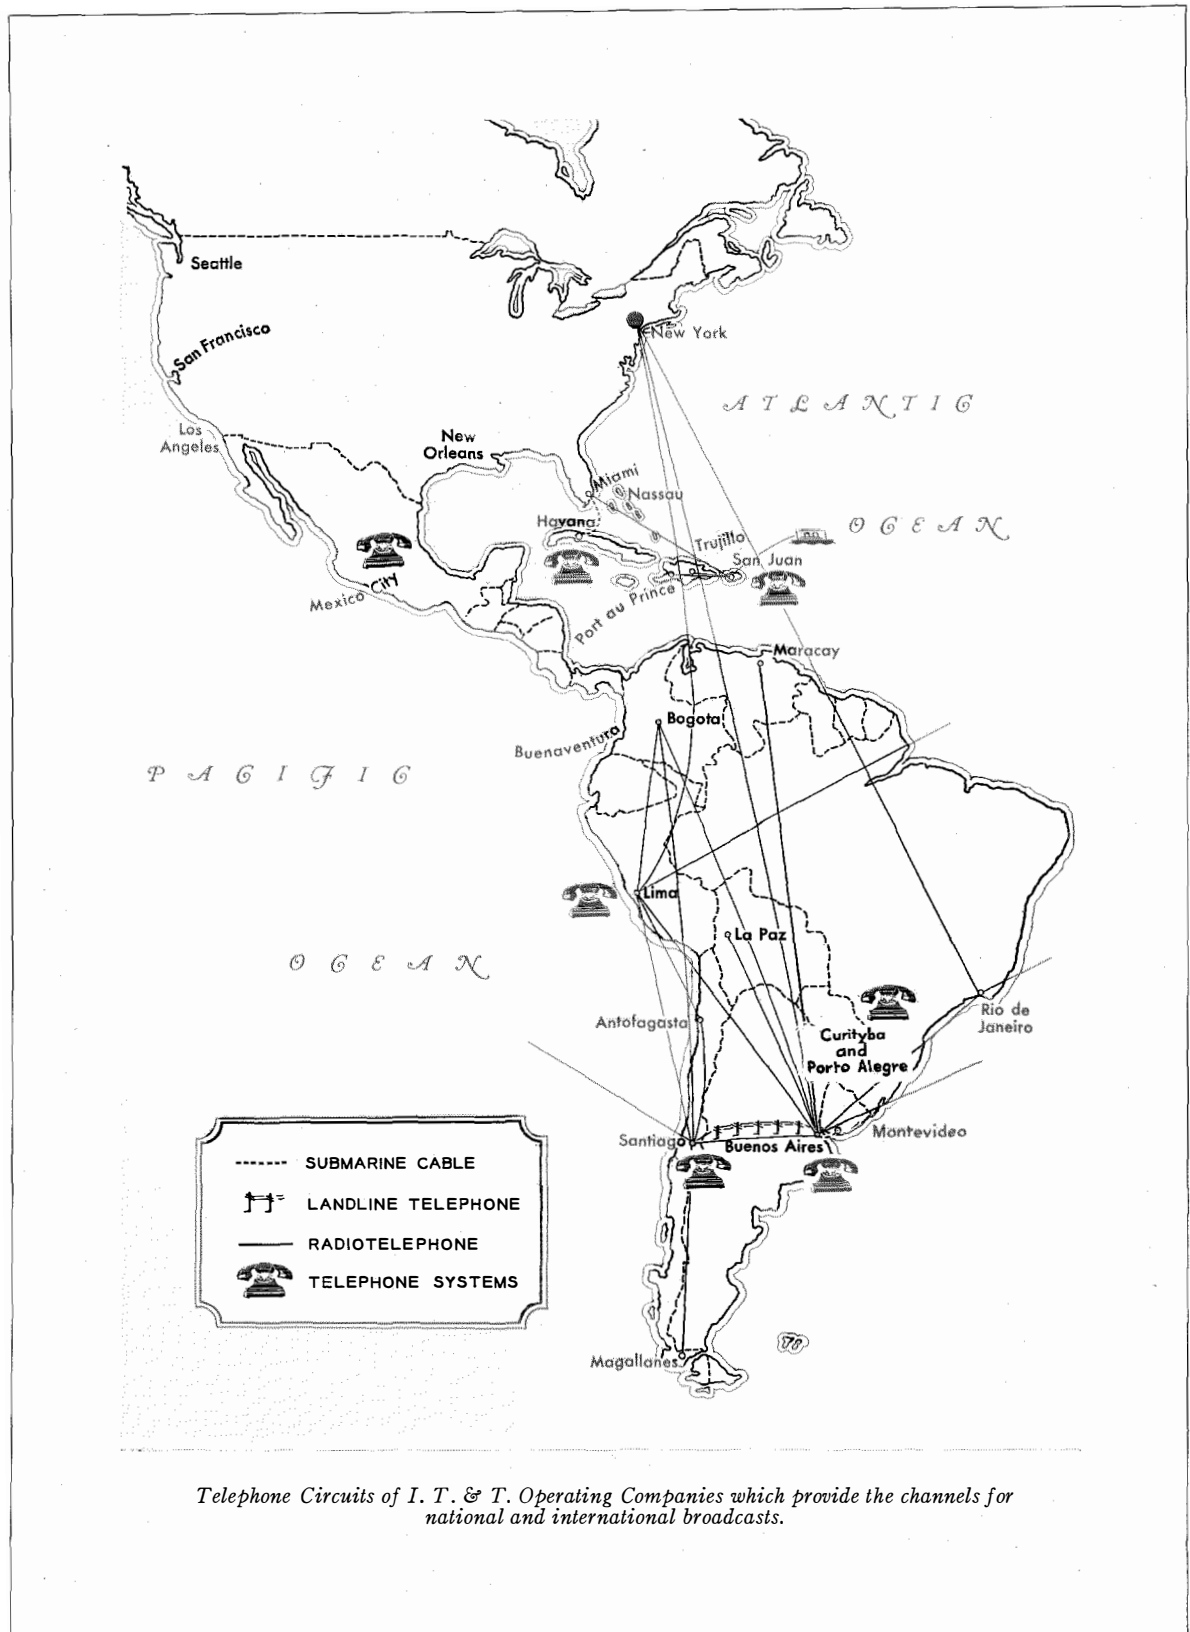 Seattle
San Francisco
New York
ATLANTIC
Los
Angeles
New
Orleans
Miami
Nassau
Havana
OCEAN
Trujillo
San Juan
Mexico City
Port au Prince
Maracay
Bogota
Buenaventura
PACIFIC
Lima
La Paz
OCEAN
Antofagasta
Rio de
Janeiro
Curityba
and
Porto Alegre
Santiago
Buenos Aires
Montevideo
SUBMARINE CABLE
LANDLINE TELEPHONE
RADIOTELEPHONE
TELEPHONE SYSTEMS
Magallanes
Telephone Circuits of I. T. & T. Operating Companies which provide the channels for
national and international broadcasts.